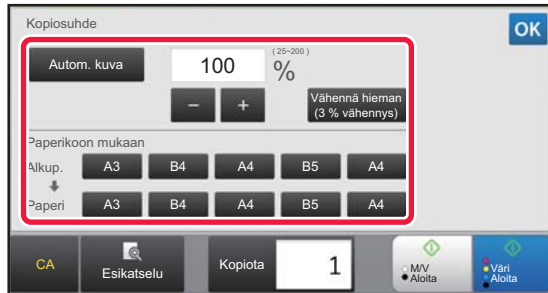 Kopiosuhde
OK
Autom. kuva
100
(25~200)
%
−
+
Vähennä hieman
(3 % vähennys)
Paperikoon mukaan
Alkup.
A3
B4
A4
B5
A4
Paperi
A3
B4
A4
B5
A4
CA
Esikatselu
Kopiota
1
M/V
Aloita
Väri
Aloita